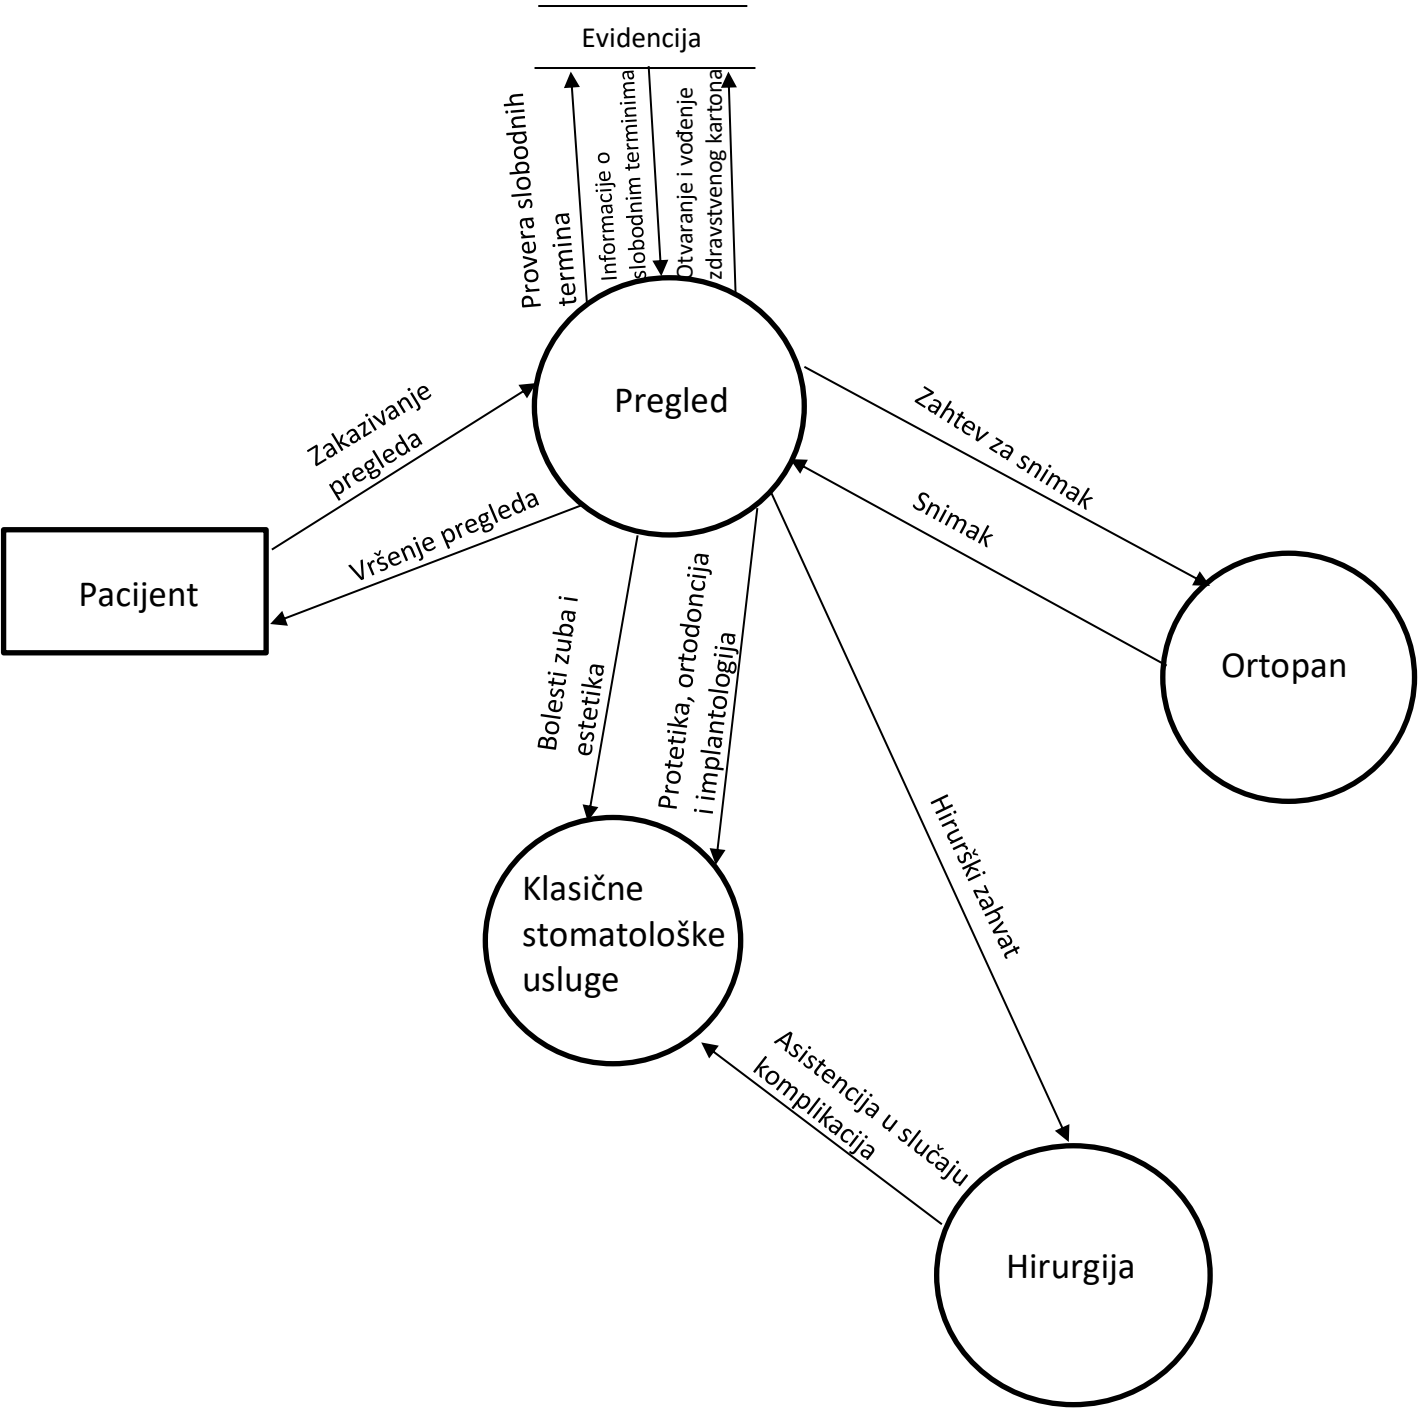 Evidencija
Provera slobodnih
termina
Informacije o
slobodnim terminima
Otvaranje i vođenje
zdravstvenog kartona
Pregled
Zakazivanje
pregleda
Vršenje pregleda
Pacijent
Zahtev za snimak
Snimak
Ortopan
Bolesti zuba i
estetika
Protetika, ortodoncija
i implantologija
Hirurški zahvat
Klasične
stomatološke
usluge
Asistencija u slučaju
komplikacija
Hirurgija